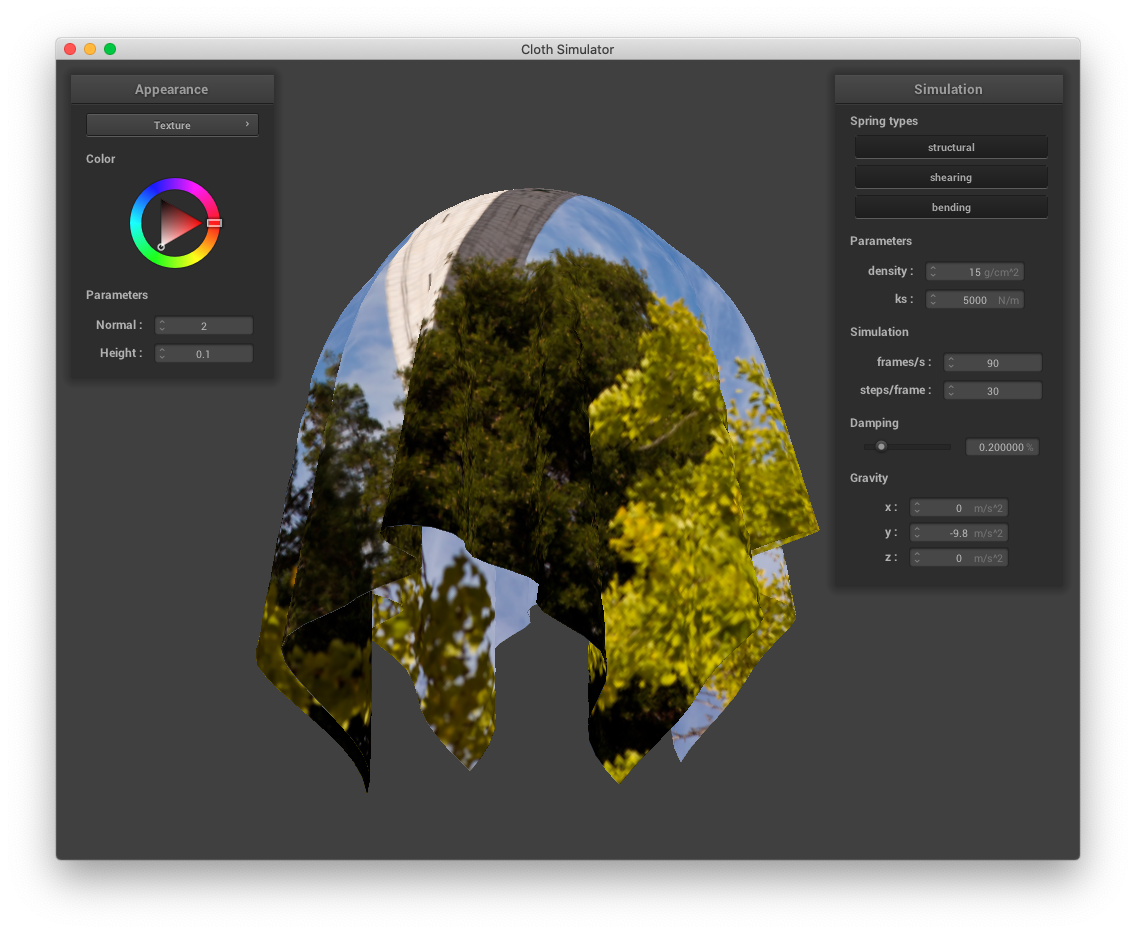 Cloth Simulator
Appearance
Texture
Color
Parameters
Normal : 2
Height : 0.1
Simulation
Spring types
structural
shearing
bending
Parameters
density : 15 g/cm^2
ks : 5000 N/m
Simulation
frames/s : 90
steps/frame : 30
Damping
0.200000 %
Gravity
x : 0 m/s^2
y : -9.8 m/s^2
z : 0 m/s^2